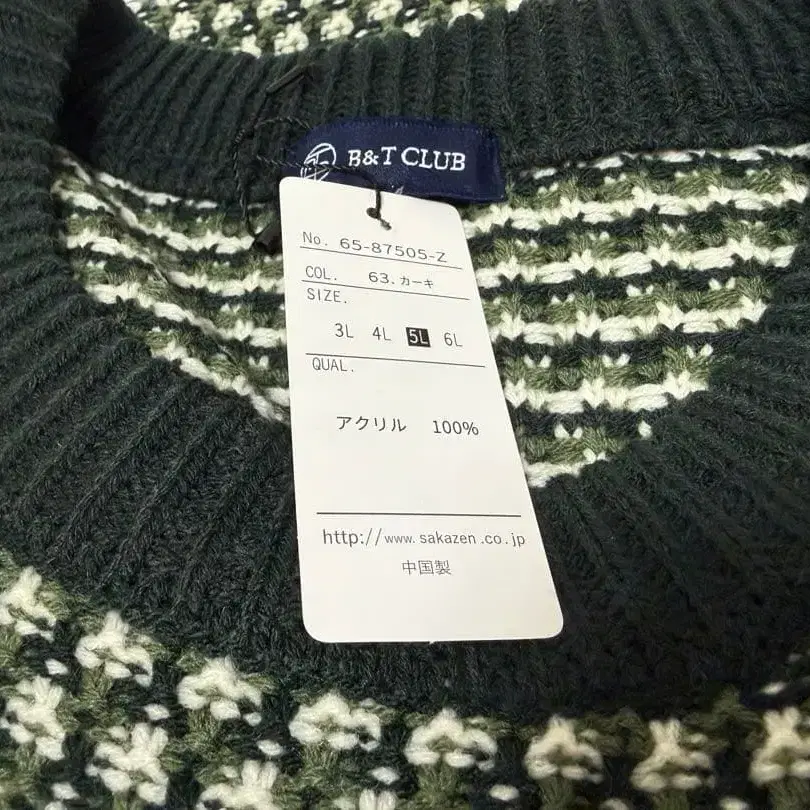 B&T CLUB
No. 65-87505-Z
COL. 63.カーキ
SIZE.
3L 4L 5L 6L
QUAL.
アクリル 100%
http://www.sakazen.co.jp
中国製